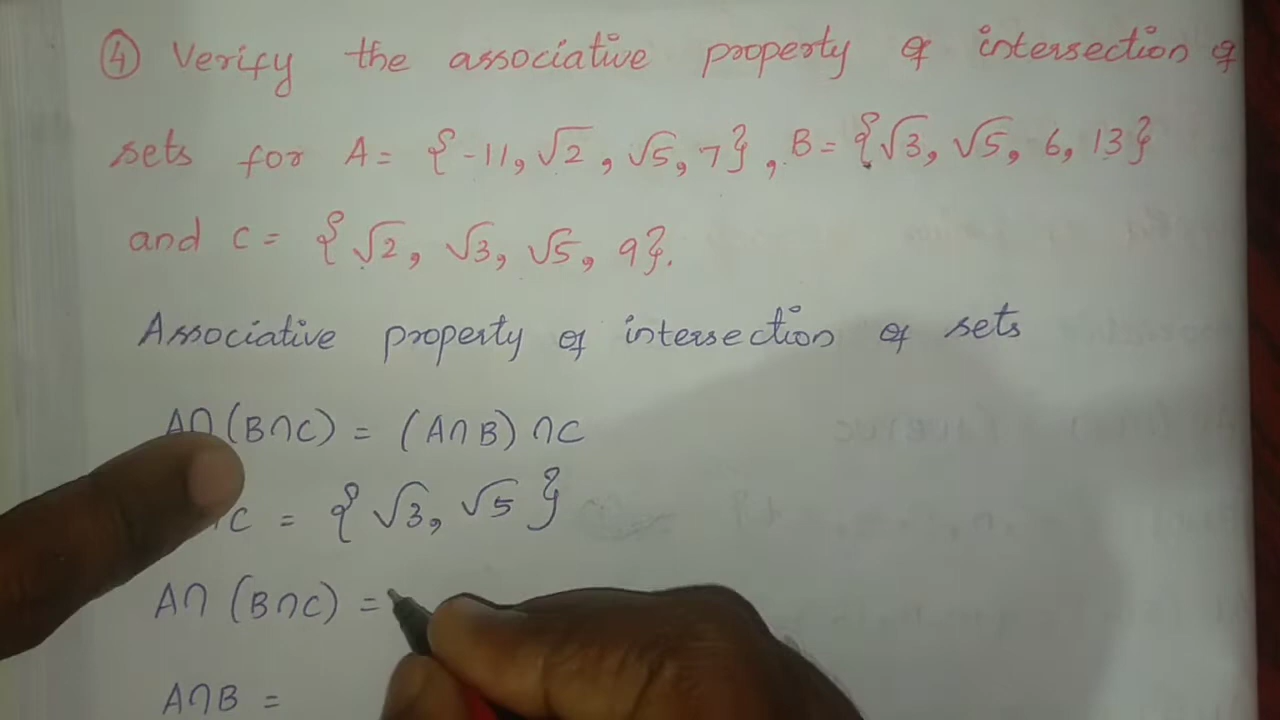 ④ Verify the associative property of intersection of
sets for A = {-11, √2, √5, 7}, B = {√3, √5, 6, 13}
and C = {√2, √3, √5, 9}.
Associative property of intersection of sets
A∩(B∩C) = (A∩B)∩C
C = {√3, √5}
A∩(B∩C) =
A∩B =